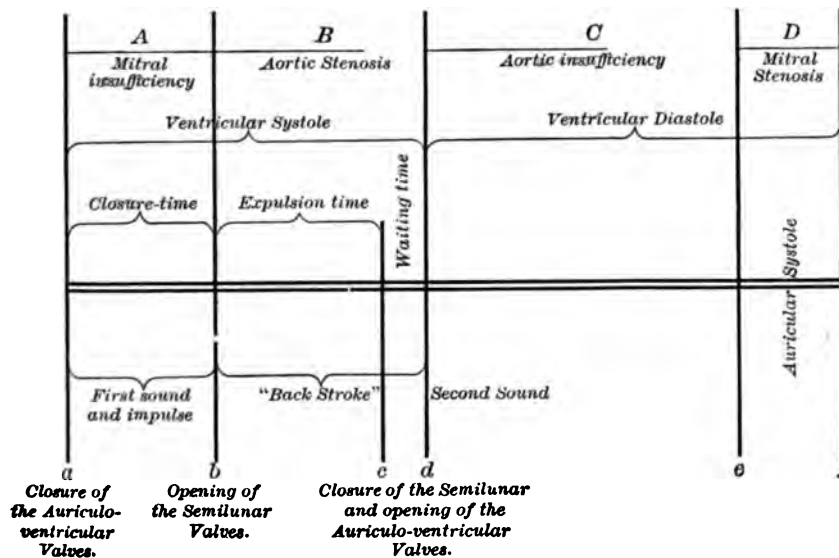 A
B
C
D
Mitral
insufficiency
Aortic Stenosis
Aortic insufficiency
Mitral
Stenosis
Ventricular Systole
Ventricular Diastole
Closure-time
Expulsion time
Waiting time
Auricular Systole
First sound
and impulse
"Back Stroke"
Second Sound
a
b
c
d
e
Closure of
the Auriculo-
ventricular
Valves.
Opening of
the Semilunar
Valves.
Closure of the Semilunar
and opening of the
Auriculo-ventricular
Valves.